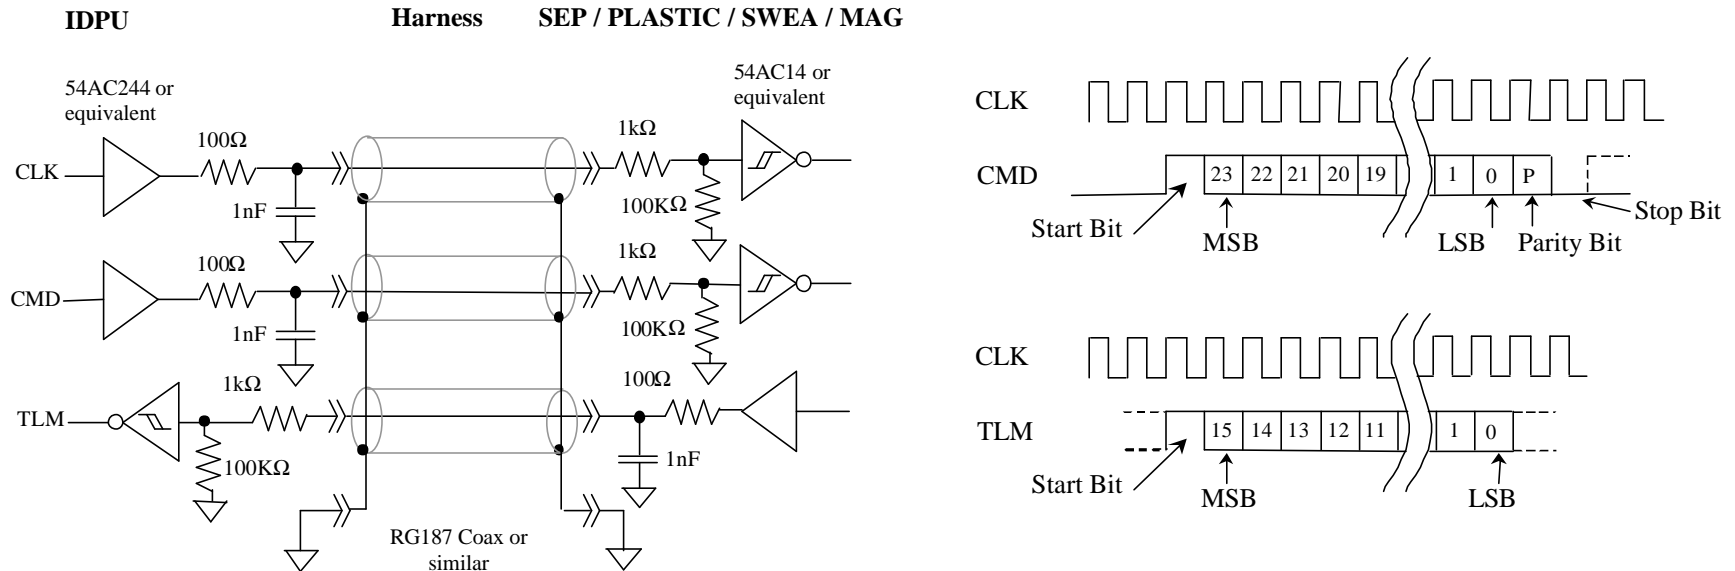 IDPU
Harness
SEP / PLASTIC / SWEA / MAG
54AC244 or
equivalent
54AC14 or
equivalent
CLK
100Ω
1nF
1kΩ
100KΩ
CMD
100Ω
1nF
1kΩ
100KΩ
TLM
1kΩ
100KΩ
100Ω
1nF
RG187 Coax or
similar
CLK
CMD
23 22 21 20 19 1 0 P
Start Bit
MSB
LSB
Parity Bit
Stop Bit
CLK
TLM
15 14 13 12 11 1 0
Start Bit
MSB
LSB